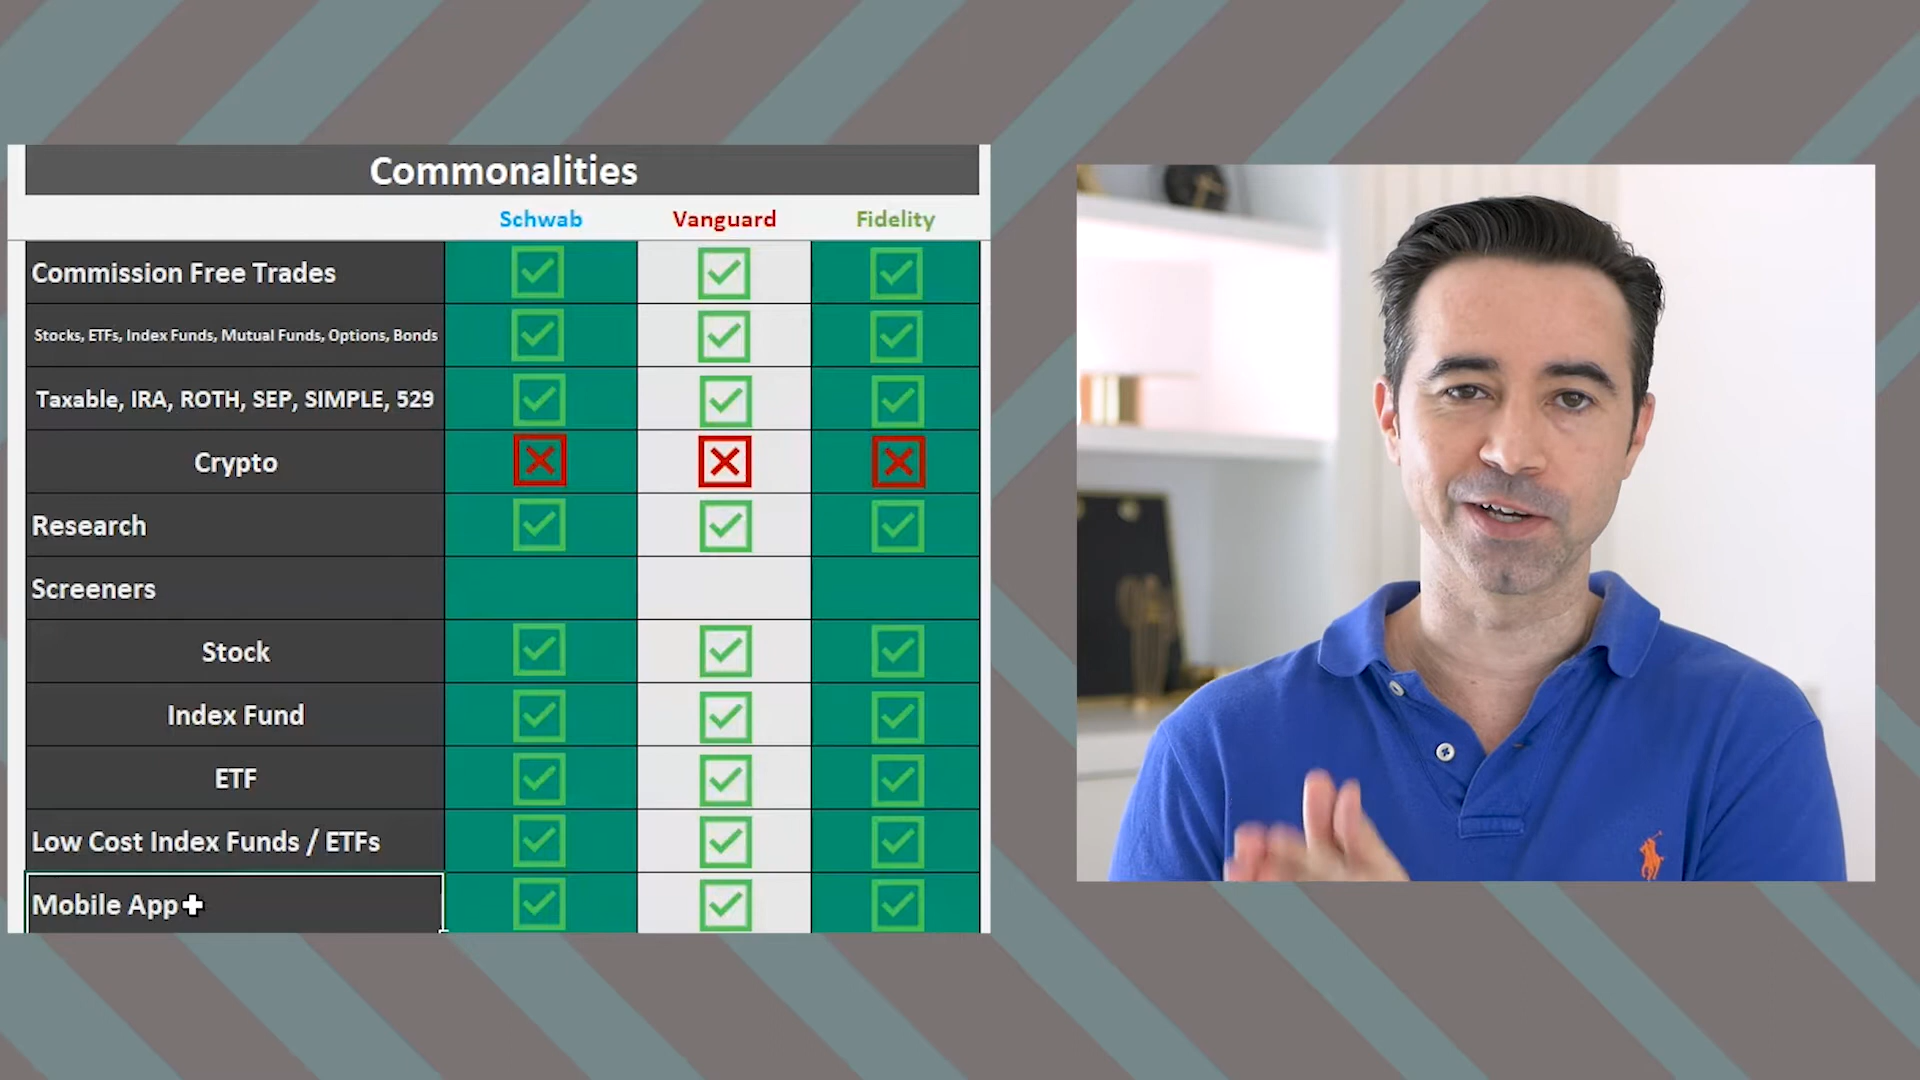 Commonalities
Schwab Vanguard Fidelity
Commission Free Trades
Stocks, ETFs, Index Funds, Mutual Funds, Options, Bonds
Taxable, IRA, ROTH, SEP, SIMPLE, 529
Crypto
Research
Screeners
Stock
Index Fund
ETF
Low Cost Index Funds / ETFs
Mobile App